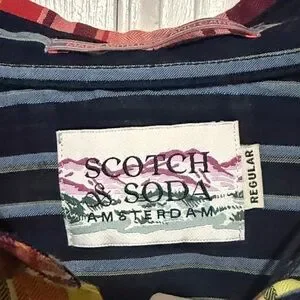 SCOTCH
& SODA
AMSTERDAM
REGULAR